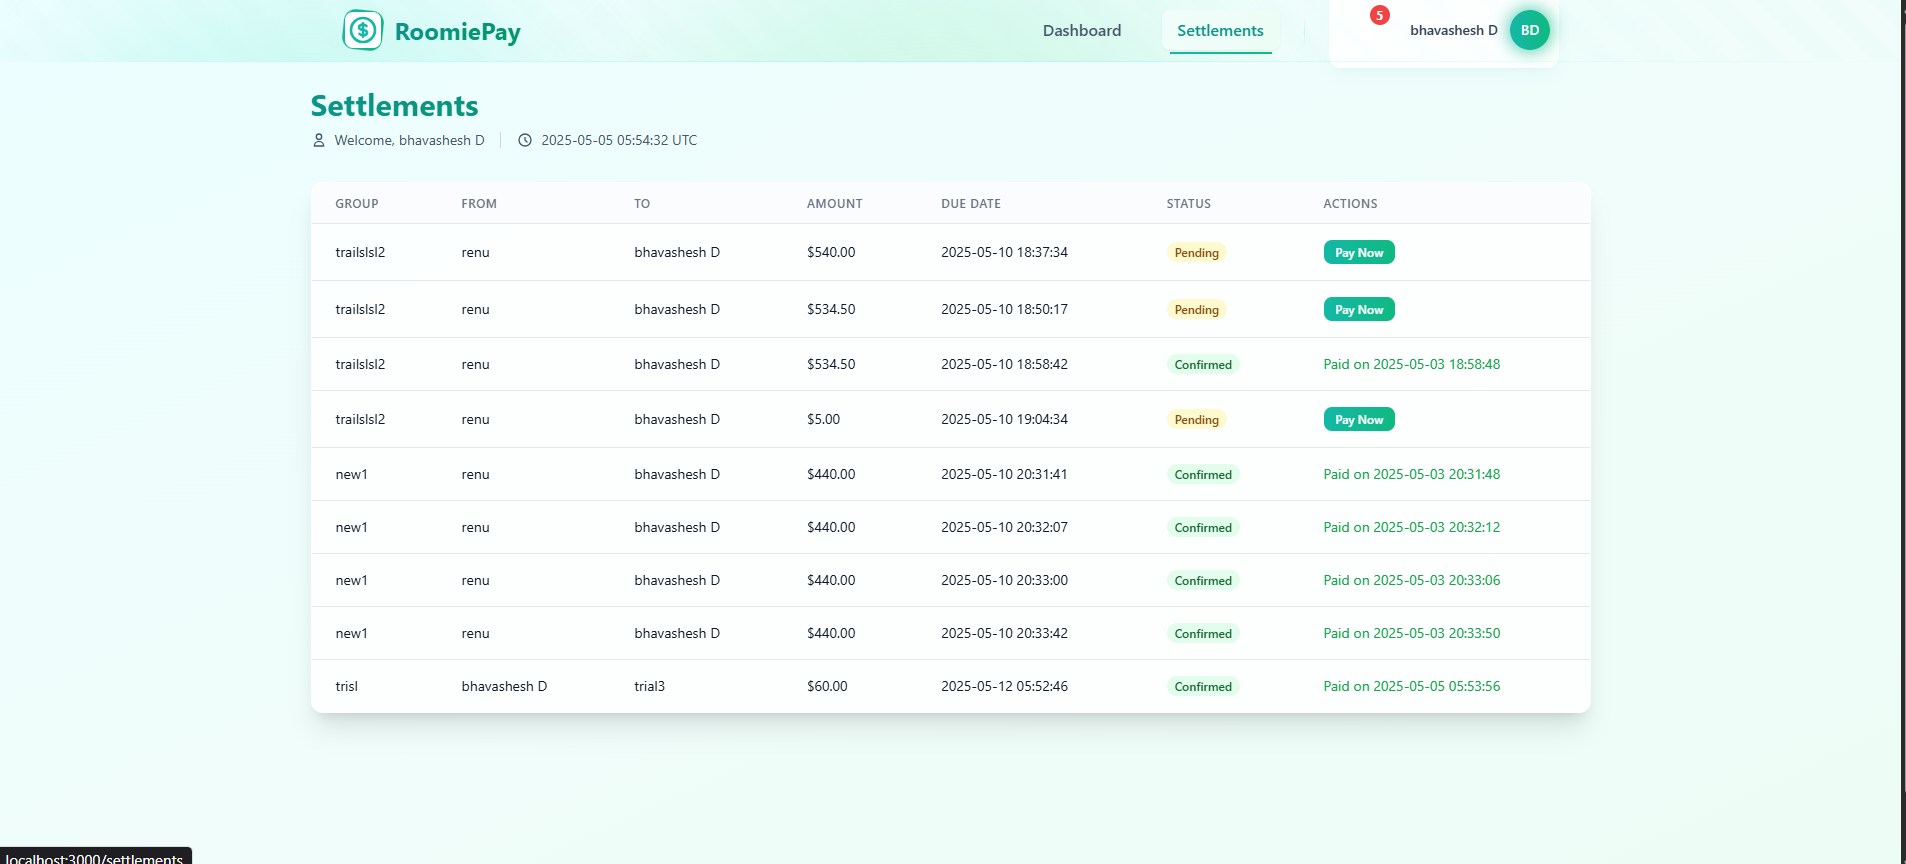 RoomiePay
Dashboard
Settlements
5
bhavashesh D
BD
Settlements
Welcome, bhavashesh D
2025-05-05 05:54:32 UTC
GROUP FROM TO AMOUNT DUE DATE STATUS ACTIONS
trailslsl2 renu bhavashesh D $540.00 2025-05-10 18:37:34 Pending Pay Now
trailslsl2 renu bhavashesh D $534.50 2025-05-10 18:50:17 Pending Pay Now
trailslsl2 renu bhavashesh D $534.50 2025-05-10 18:58:42 Confirmed Paid on 2025-05-03 18:58:48
trailslsl2 renu bhavashesh D $5.00 2025-05-10 19:04:34 Pending Pay Now
new1 renu bhavashesh D $440.00 2025-05-10 20:31:41 Confirmed Paid on 2025-05-03 20:31:48
new1 renu bhavashesh D $440.00 2025-05-10 20:32:07 Confirmed Paid on 2025-05-03 20:32:12
new1 renu bhavashesh D $440.00 2025-05-10 20:33:00 Confirmed Paid on 2025-05-03 20:33:06
new1 renu bhavashesh D $440.00 2025-05-10 20:33:42 Confirmed Paid on 2025-05-03 20:33:50
trisl bhavashesh D trial3 $60.00 2025-05-12 05:52:46 Confirmed Paid on 2025-05-05 05:53:56
localhost:3000/settlements